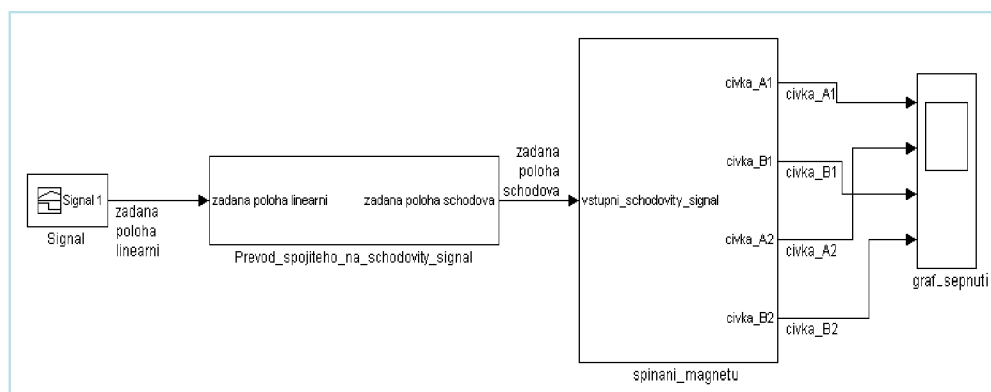 Signal 1
Signal
zadana
poloha
linearni
zadana poloha linearni
zadana poloha schodova
Prevod_spojiteho_na_schodovity_signal
zadana
poloha
schodova
vstupni_schodovity_signal
civka_A1
civka_B1
civka_A2
civka_B2
spinani_magnetu
civka_A1
civka_B1
civka_A2
civka_B2
graf_sepnuti